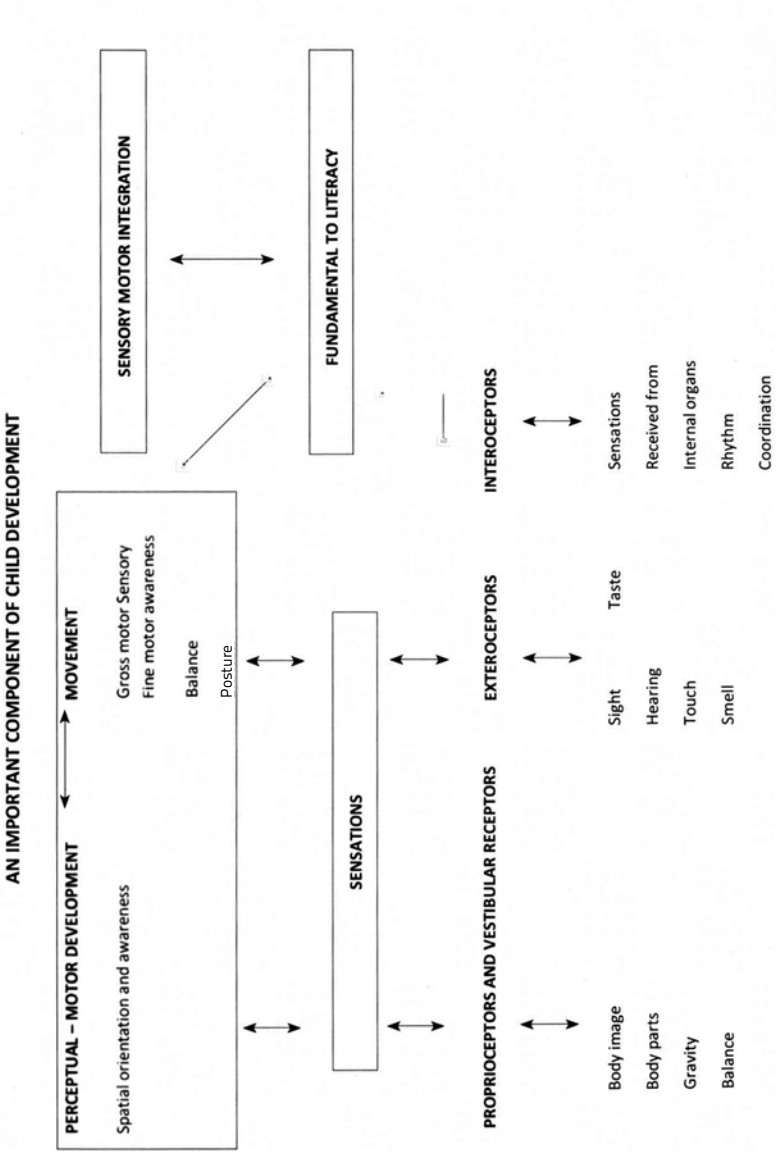 AN IMPORTANT COMPONENT OF CHILD DEVELOPMENT
PERCEPTUAL – MOTOR DEVELOPMENT
MOVEMENT
Spatial orientation and awareness
Gross motor Sensory
Fine motor awareness
Balance
Posture
SENSORY MOTOR INTEGRATION
FUNDAMENTAL TO LITERACY
SENSATIONS
PROPRIOCEPTORS AND VESTIBULAR RECEPTORS
EXTEROCEPTORS
INTEROCEPTORS
Body image
Body parts
Gravity
Balance
Sight
Taste
Hearing
Touch
Smell
Sensations
Received from
Internal organs
Rhythm
Coordination